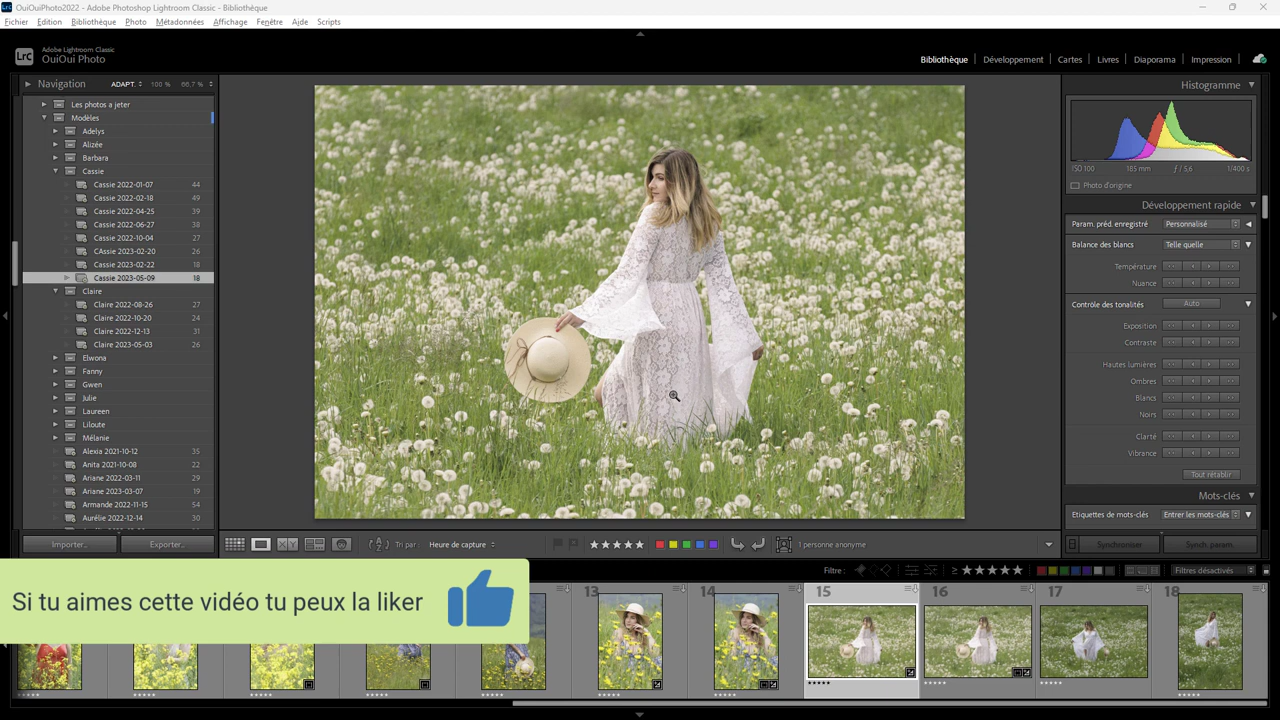 OuiOuiPhoto2022 - Adobe Photoshop Lightroom Classic - Bibliothèque
Fichier Edition Bibliothèque Photo Métadonnées Affichage Fenêtre Aide Scripts
Lrc
Adobe Lightroom Classic
OuiOui Photo
Bibliothèque Développement Cartes Livres Diaporama Impression
Navigation ADAPT. 100 % 66,7 %
Les photos a jeter
Modèles
Adelys
Alizée
Barbara
Cassie
Cassie 2022-01-07 44
Cassie 2022-02-18 49
Cassie 2022-04-25 39
Cassie 2022-06-27 38
Cassie 2022-10-04 27
CAssie 2023-02-20 26
Cassie 2023-02-22 18
Cassie 2023-05-09 18
Claire
Claire 2022-08-26 27
Claire 2022-10-20 24
Claire 2022-12-13 31
Claire 2023-05-03 26
Elwona
Fanny
Gwen
Julie
Laureen
Liloute
Mélanie
Alexia 2021-10-12 35
Anita 2021-10-08 22
Ariane 2022-03-11 29
Ariane 2023-03-07 19
Armande 2022-11-15 54
Aurélie 2022-12-14 30
Importer... Exporter...
Histogramme
ISO 100 185 mm ƒ / 5,6 1/400 s
Photo d'origine
Développement rapide
Param. préd. enregistré Personnalisé
Balance des blancs Telle quelle
Température
Nuance
Contrôle des tonalités Auto
Exposition
Contraste
Hautes lumières
Ombres
Blancs
Noirs
Clarté
Vibrance
Tout rétablir
Mots-clés
Etiquettes de mots-clés Entrer les mots-clés
Synchroniser Synch. param.
XY Tri par Heure de capture 1 personne anonyme
Filtre : Filtres désactivés
Si tu aimes cette vidéo tu peux la liker
13 14 15 16 17 18